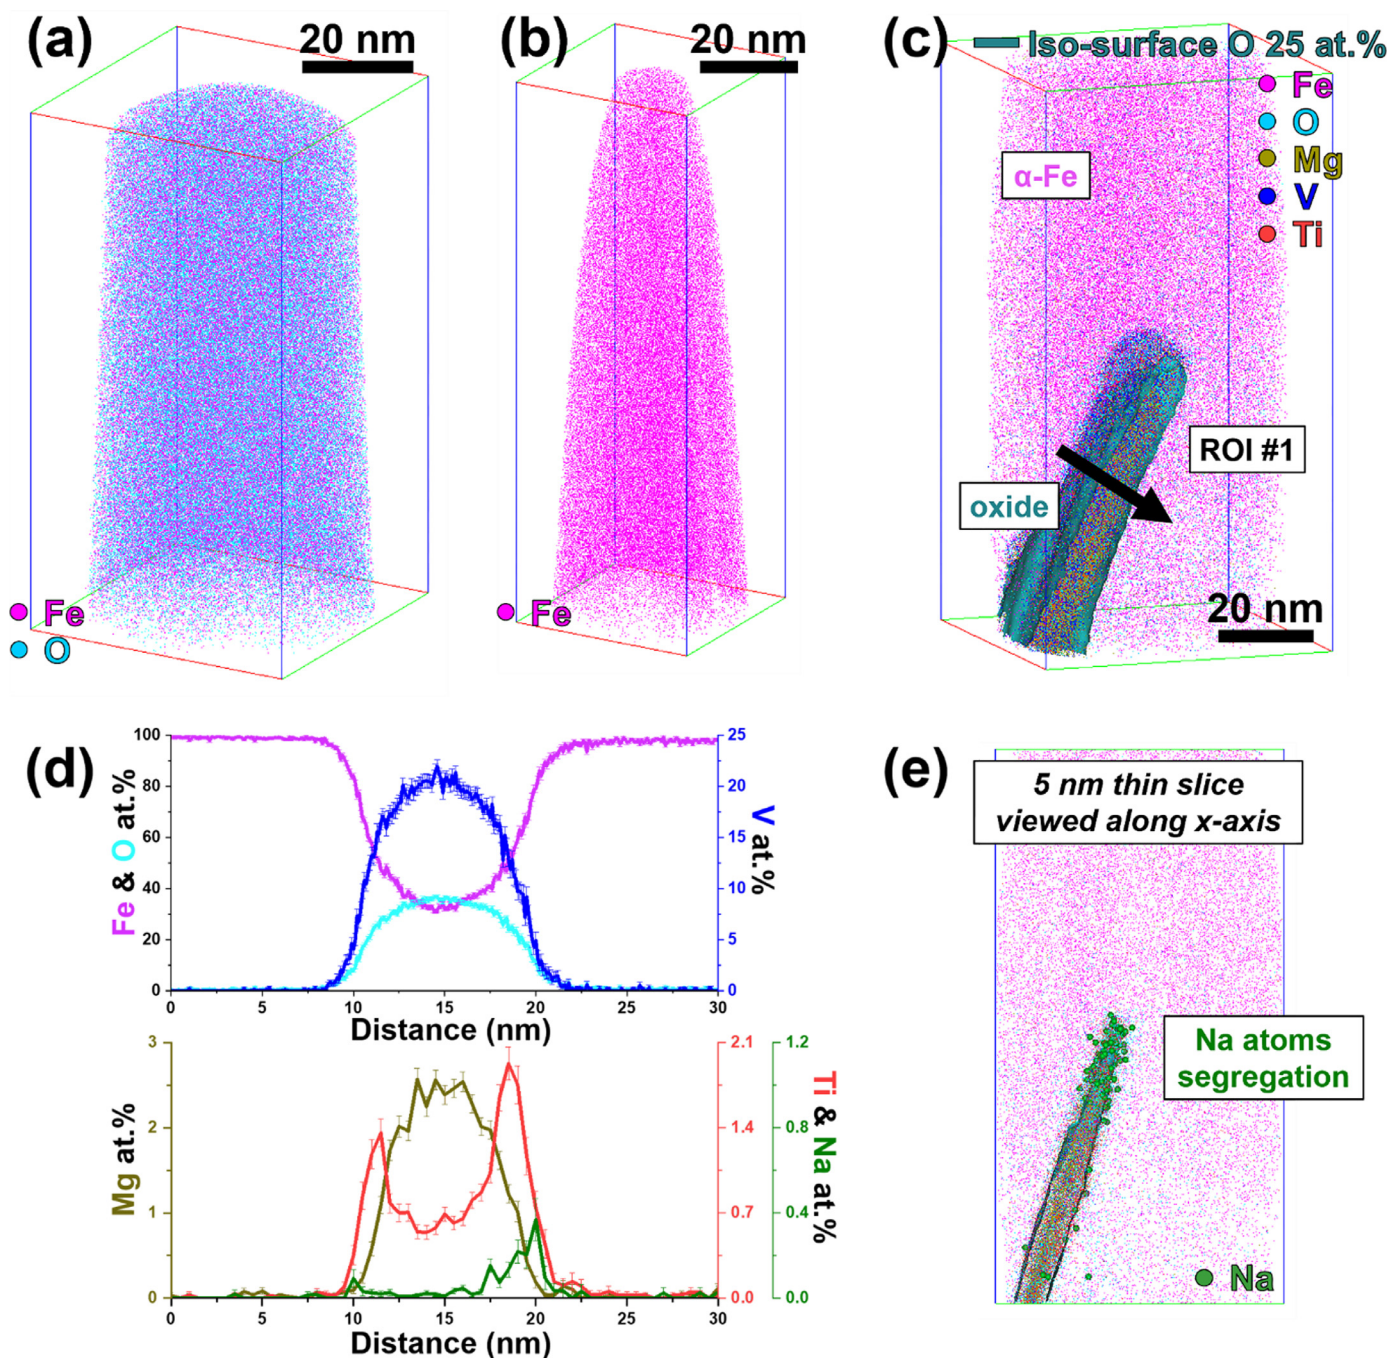 (a)
20 nm
Fe
O
(b)
20 nm
Fe
(c)
Iso-surface O 25 at.%
Fe
O
Mg
V
Ti
α-Fe
ROI #1
oxide
20 nm
(d)
Fe & O at.%
100
80
60
40
20
0
V at.%
25
20
15
10
5
0
0 5 10 15 20 25 30
Distance (nm)
Mg at.%
3
2
1
0
2.1
1.4
0.7
0.0
1.2
0.8
0.4
0.0
Ti & Na at.%
0 5 10 15 20 25 30
Distance (nm)
(e)
5 nm thin slice
viewed along x-axis
Na atoms
segregation
Na